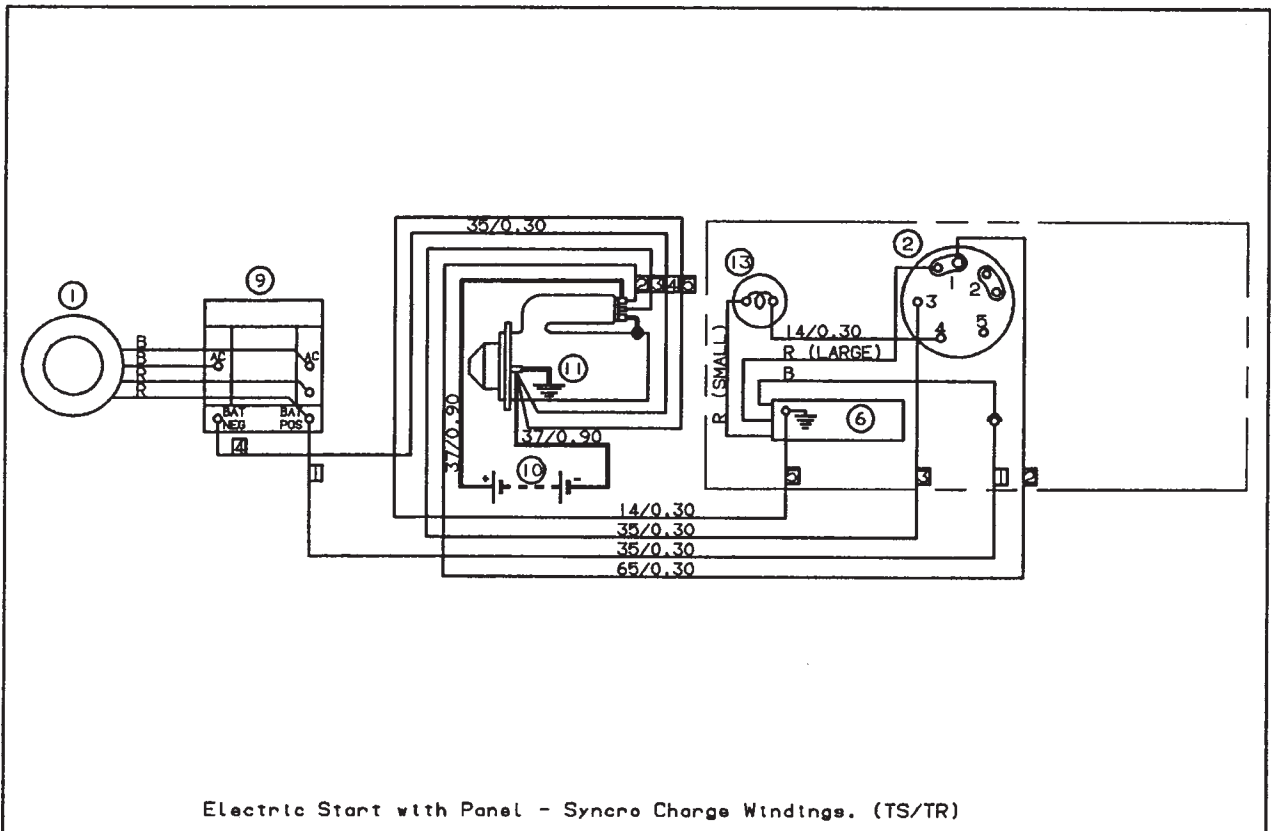 35/0.30
1
9
2
13
B
B
R
R
AC
AC
BAT
NEG
BAT
POS
4
1
2 3 4 5
11
1
2
3
4
5
14/0.30
R (LARGE)
R (SMALL)
B
6
37/0.90
37/0.90
+
10
-
5
3
1
2
14/0.30
35/0.30
35/0.30
65/0.30
Electric Start with Panel - Syncro Charge Windings. (TS/TR)